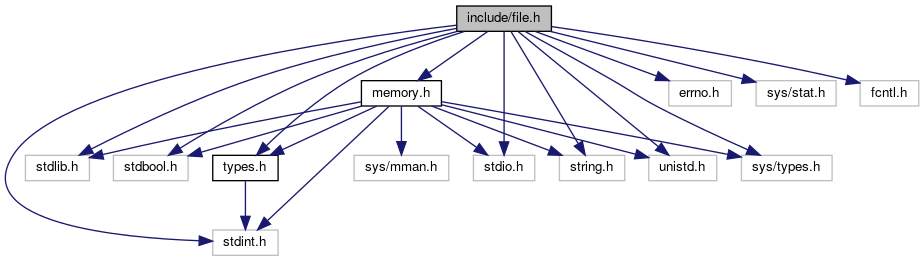 include/file.h
memory.h
errno.h
sys/stat.h
fcntl.h
stdlib.h
stdbool.h
types.h
sys/mman.h
stdio.h
string.h
unistd.h
sys/types.h
stdint.h